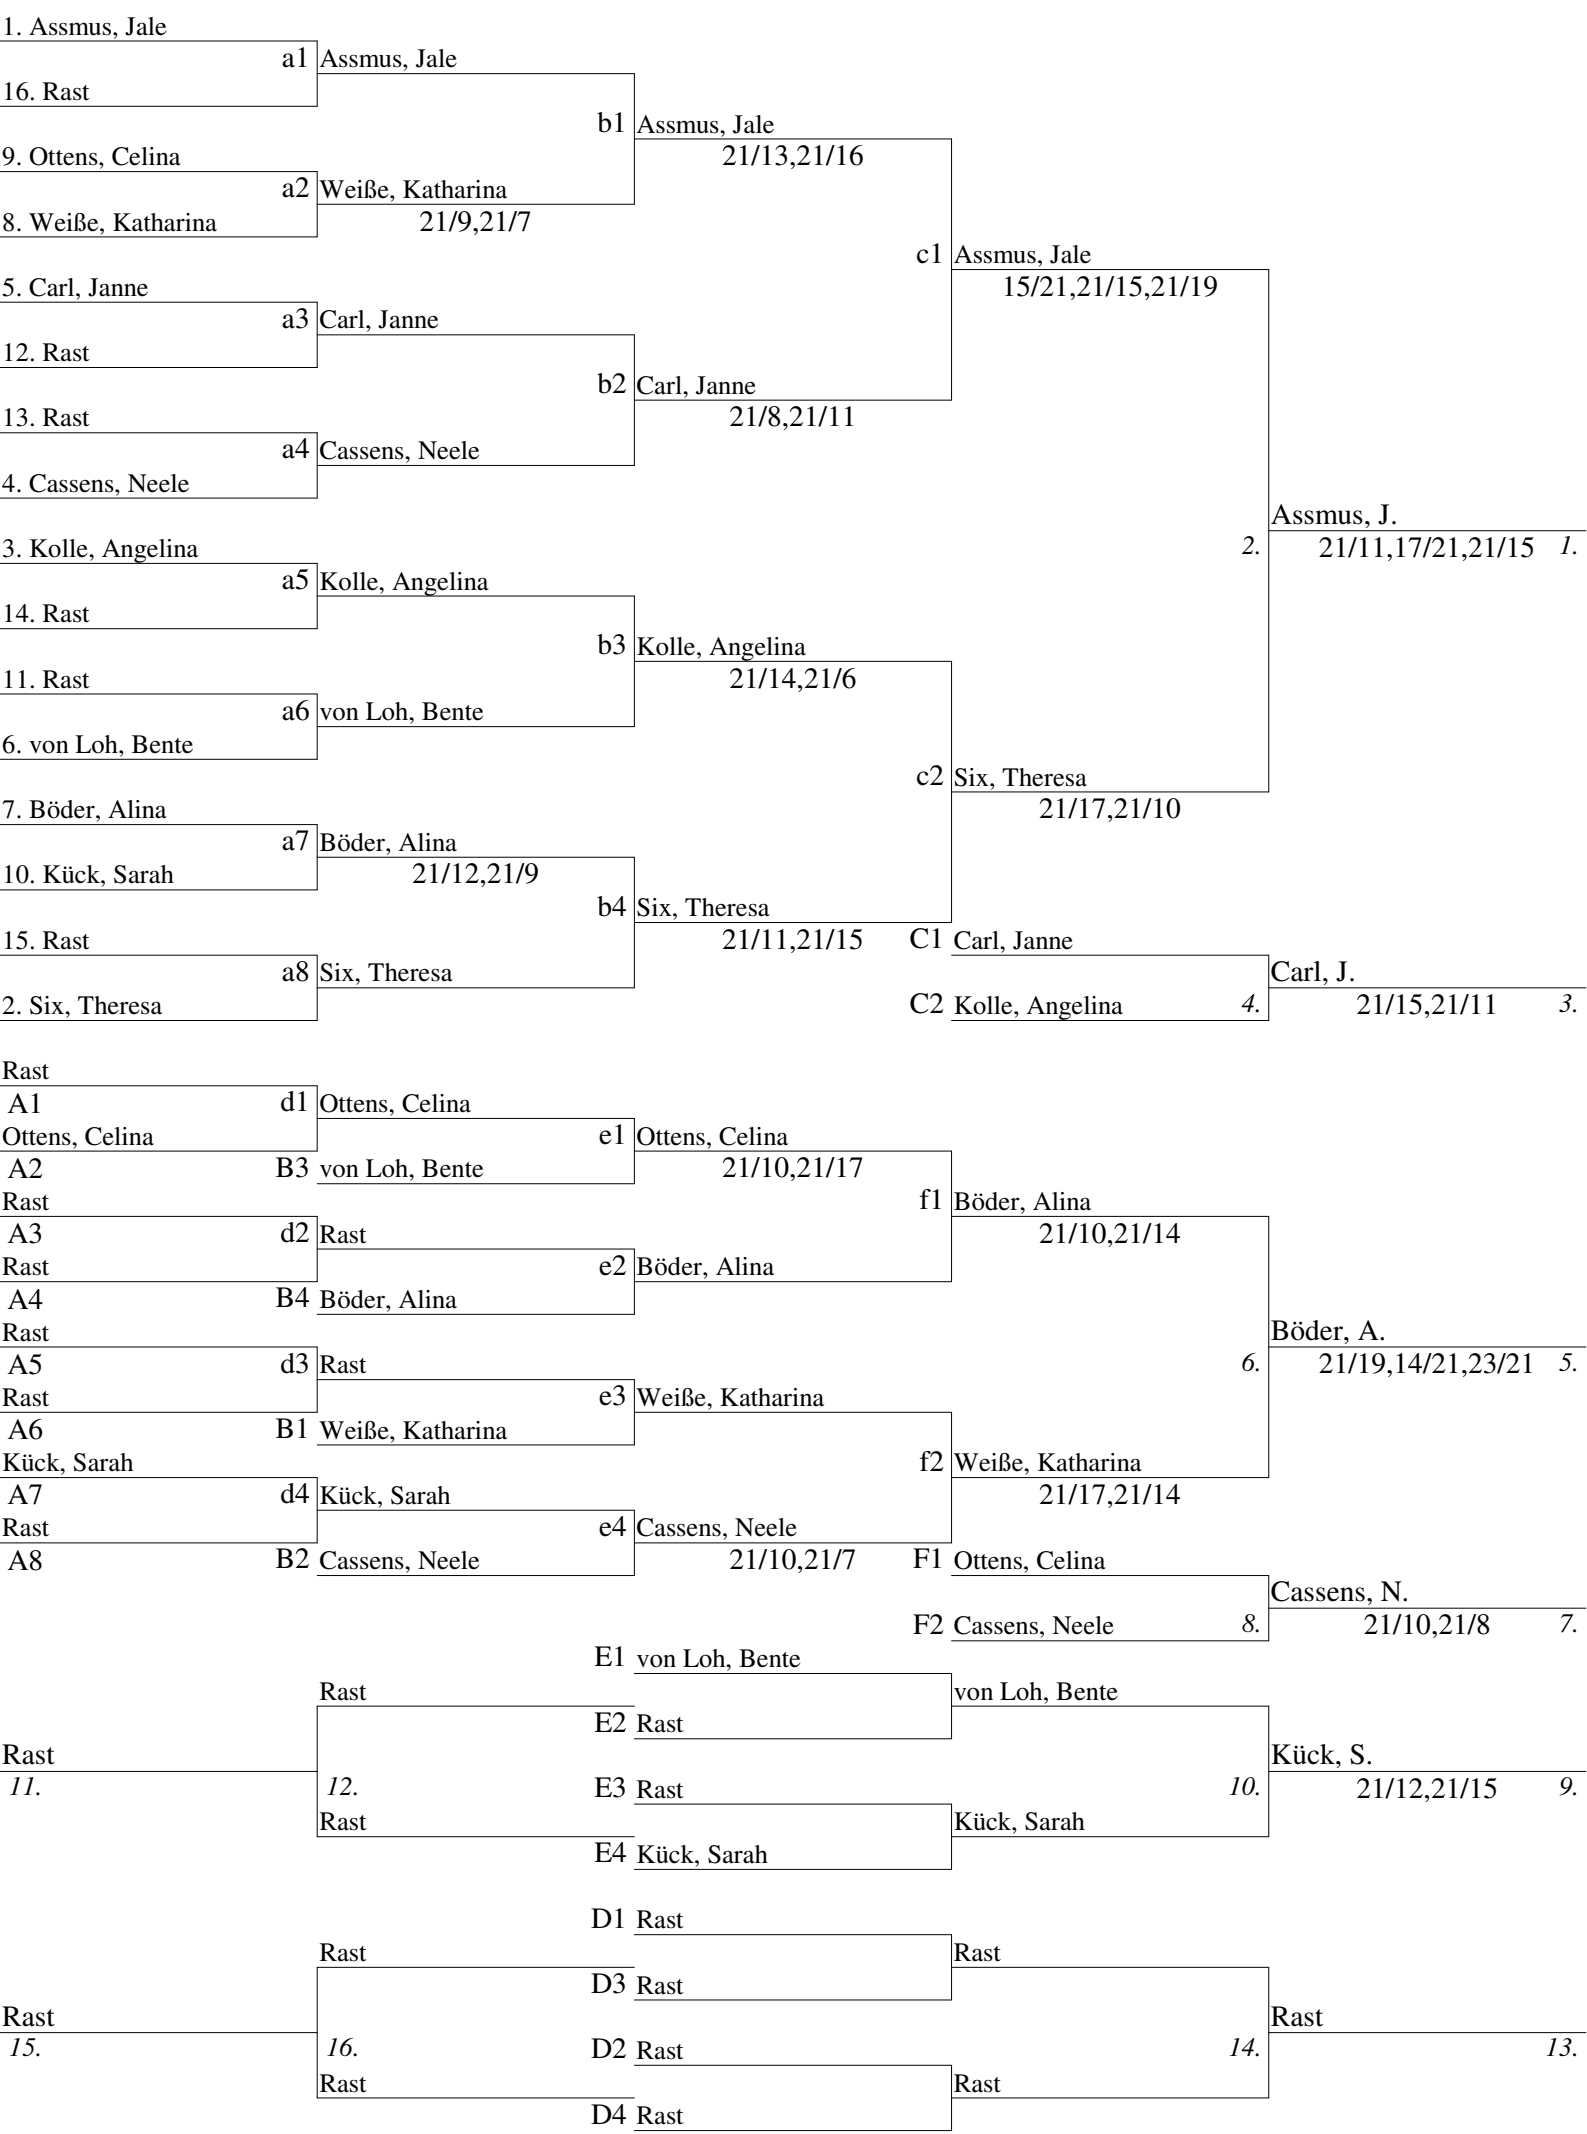 1. Assmus, Jale
a1 Assmus, Jale
16. Rast
b1 Assmus, Jale
21/13,21/16
9. Ottens, Celina
a2 Weiße, Katharina
21/9,21/7
8. Weiße, Katharina
c1 Assmus, Jale
15/21,21/15,21/19
5. Carl, Janne
a3 Carl, Janne
12. Rast
b2 Carl, Janne
21/8,21/11
13. Rast
a4 Cassens, Neele
4. Cassens, Neele
Assmus, J.
2. 21/11,17/21,21/15 1.
3. Kolle, Angelina
a5 Kolle, Angelina
14. Rast
b3 Kolle, Angelina
21/14,21/6
11. Rast
a6 von Loh, Bente
6. von Loh, Bente
c2 Six, Theresa
21/17,21/10
7. Böder, Alina
a7 Böder, Alina
21/12,21/9
10. Kück, Sarah
b4 Six, Theresa
21/11,21/15
15. Rast
C1 Carl, Janne
a8 Six, Theresa
Carl, J.
2. Six, Theresa
C2 Kolle, Angelina 4. 21/15,21/11 3.
Rast
A1 d1 Ottens, Celina
Ottens, Celina
e1 Ottens, Celina
A2 B3 von Loh, Bente 21/10,21/17
Rast
f1 Böder, Alina
A3 d2 Rast 21/10,21/14
Rast
e2 Böder, Alina
A4 B4 Böder, Alina
Rast
Böder, A.
A5 d3 Rast 6. 21/19,14/21,23/21 5.
Rast
e3 Weiße, Katharina
A6 B1 Weiße, Katharina
Kück, Sarah
f2 Weiße, Katharina
A7 d4 Kück, Sarah 21/17,21/14
Rast
e4 Cassens, Neele
A8 B2 Cassens, Neele 21/10,21/7 F1 Ottens, Celina
Cassens, N.
F2 Cassens, Neele 8. 21/10,21/8 7.
E1 von Loh, Bente
Rast von Loh, Bente
E2 Rast
Rast Kück, S.
11. 12. E3 Rast 10. 21/12,21/15 9.
Rast Kück, Sarah
E4 Kück, Sarah
D1 Rast
Rast Rast
D3 Rast
Rast Rast
15. 16. D2 Rast 14. 13.
Rast Rast
D4 Rast